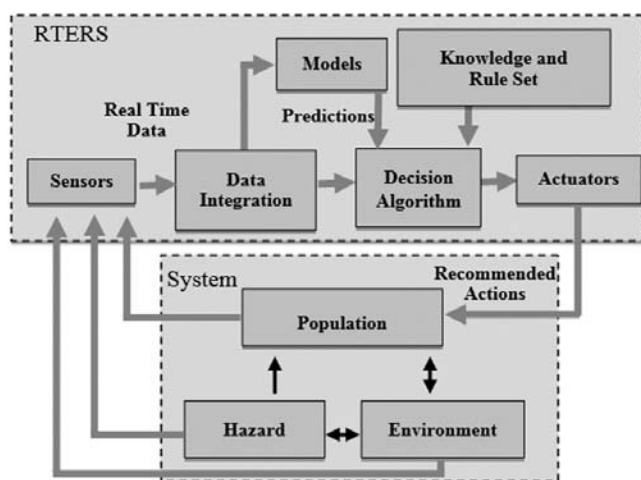 RTERS
Models
Knowledge and
Rule Set
Real Time
Data
Predictions
Sensors
Data
Integration
Decision
Algorithm
Actuators
System
Recommended
Actions
Population
Hazard
Environment